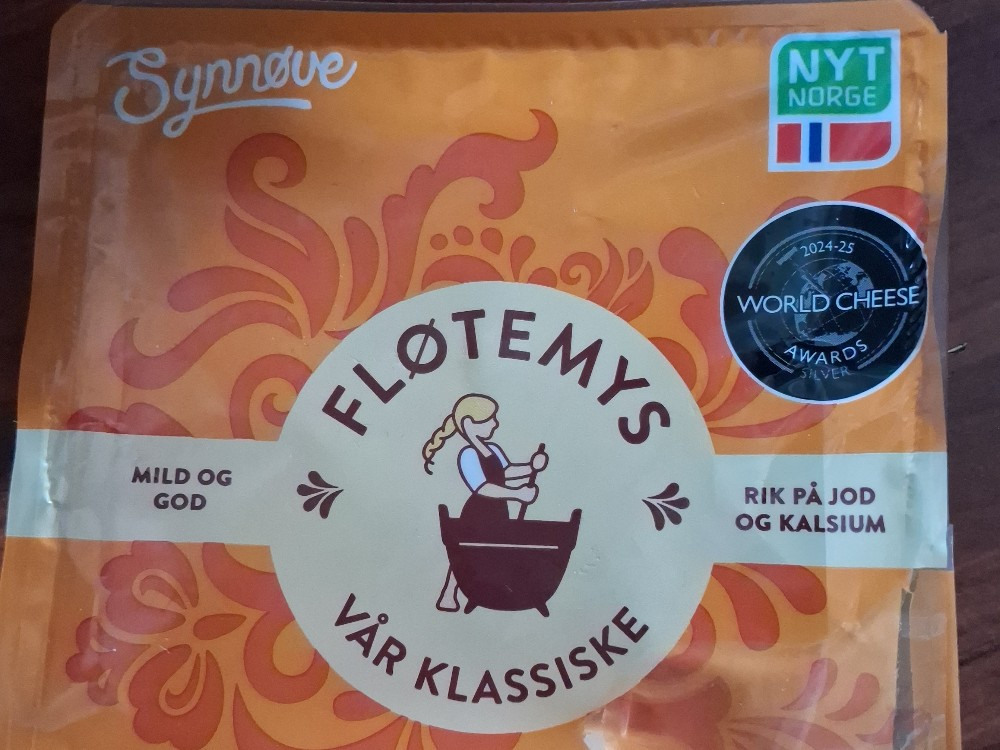 Synnøve
NYT
NORGE
2024-25
WORLD CHEESE
AWARDS
SILVER
FLØTEMYS
MILD OG
GOD
RIK PÅ JOD
OG KALSIUM
VÅR KLASSISKE